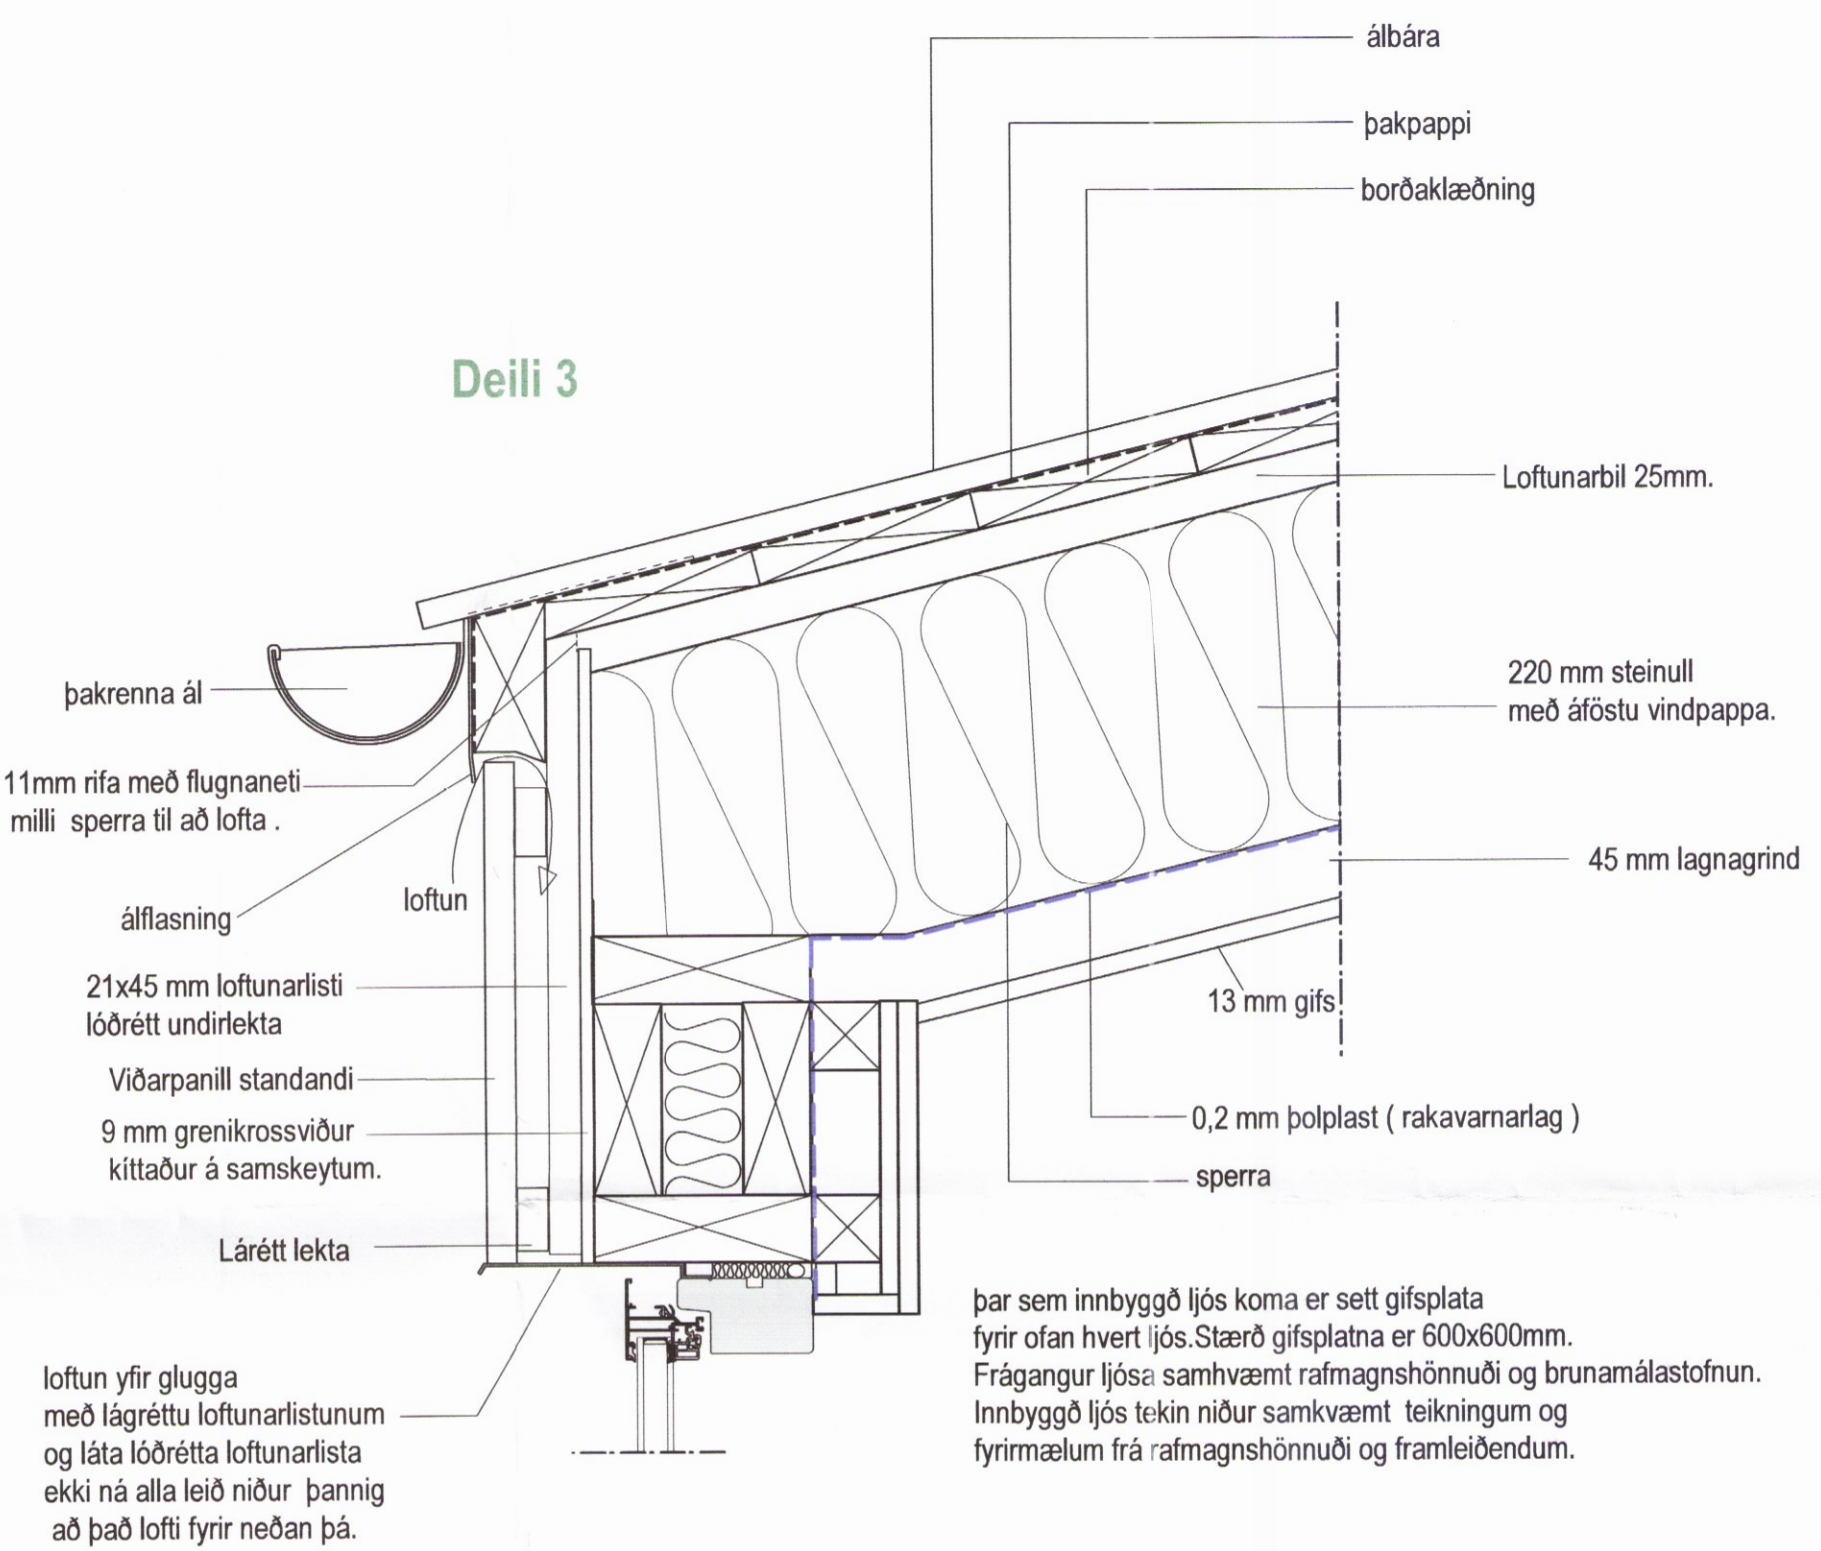 álbára
þakpappi
borðaklæðning
Deili 3
Loftunarbil 25mm.
220 mm steinull
með áföstu vindpappa.
þakrenna ál
11mm rifa með flugnaneti
milli sperra til að lofta .
45 mm lagnagrind
loftun
álflasning
21x45 mm loftunarlisti
lóðrétt undirlekta
13 mm gifs
Viðarpanill standandi
9 mm grenikrossviður
kíttaður á samskeytum.
0,2 mm þolplast ( rakavarnarlag )
sperra
Lárétt lekta
þar sem innbyggð ljós koma er sett gifsplata
fyrir ofan hvert ljós.Stærð gifsplatna er 600x600mm.
Frágangur ljósa samhvæmt rafmagnshönnuði og brunamálastofnun.
Innbyggð ljós tekin niður samkvæmt teikningum og
fyrirmælum frá rafmagnshönnuði og framleiðendum.
loftun yfir glugga
með lágréttu loftunarlistunum
og láta lóðrétta loftunarlista
ekki ná alla leið niður þannig
að það lofti fyrir neðan þá.